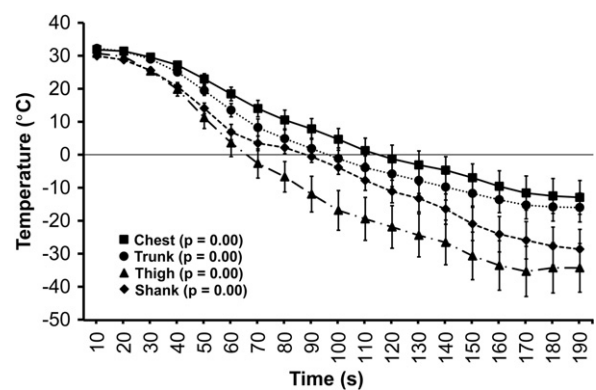 40
30
20
10
0
-10
-20
-30
-40
-50
Temperature (°C)
Chest (p = 0.00)
Trunk (p = 0.00)
Thigh (p = 0.00)
Shank (p = 0.00)
10 20 30 40 50 60 70 80 90 100 110 120 130 140 150 160 170 180 190
Time (s)